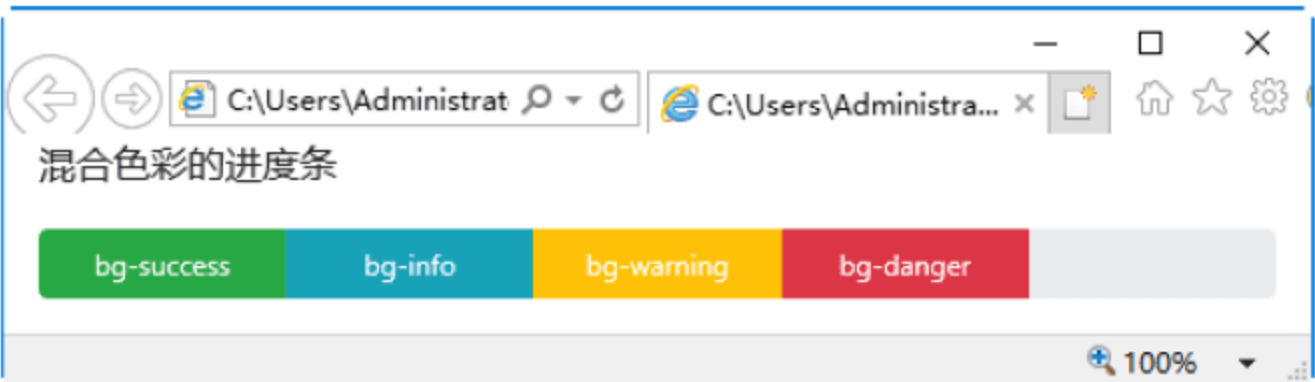 C:\Users\Administrat
C:\Users\Administra...
混合色彩的进度条
bg-success
bg-info
bg-warning
bg-danger
100%